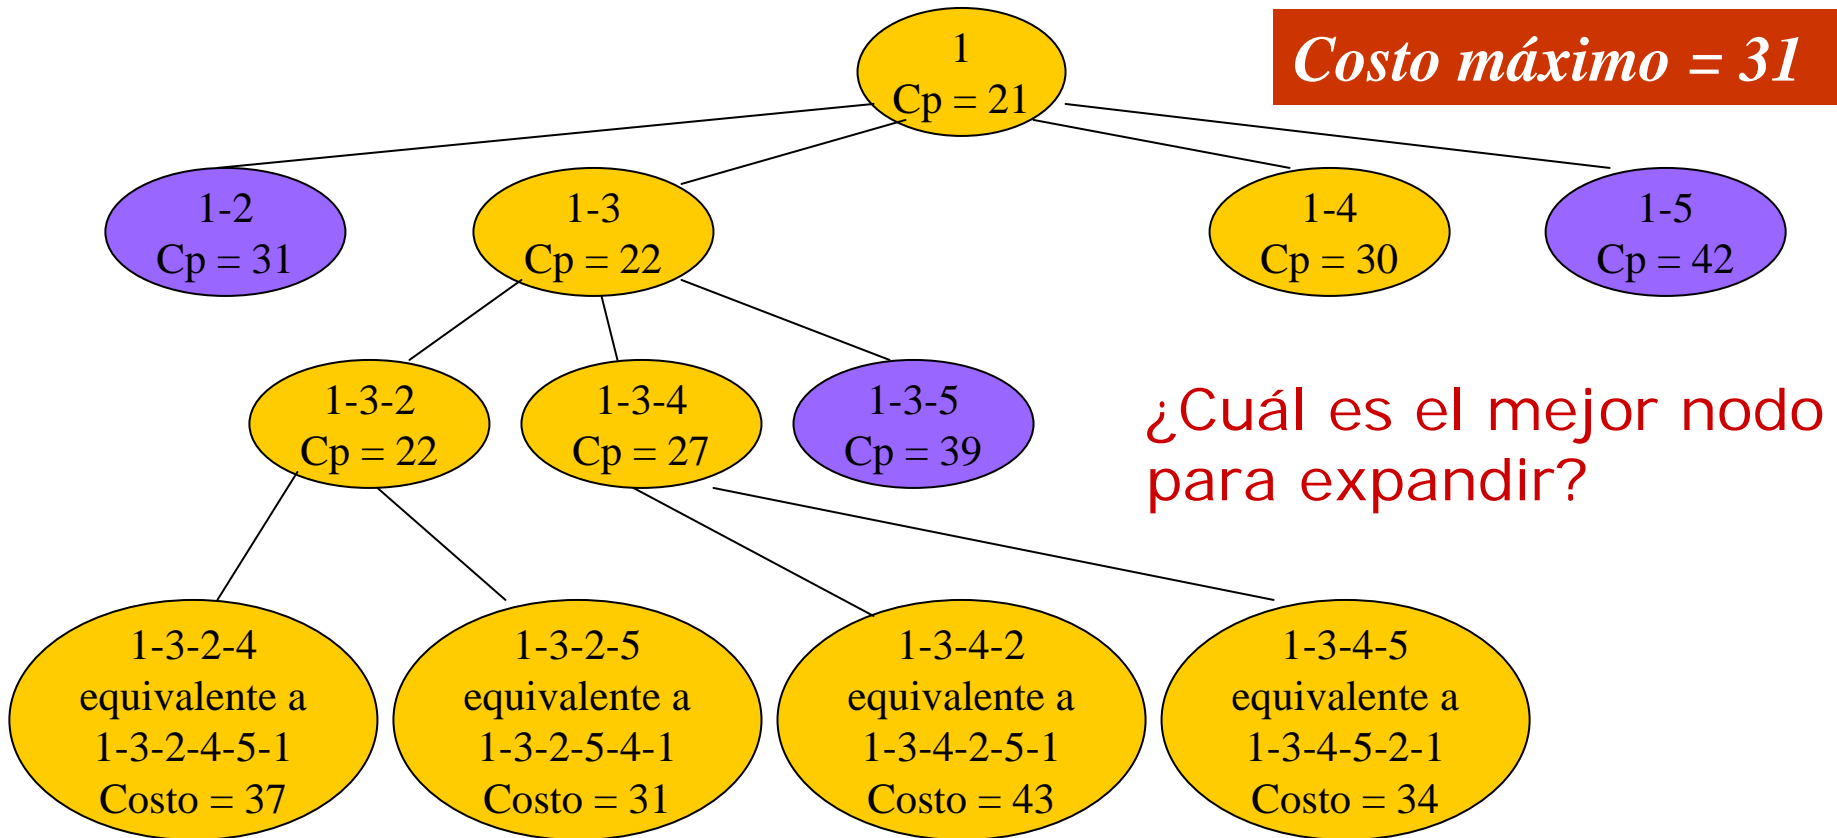 1
Cp = 21
Costo máximo = 31
1-2
Cp = 31
1-3
Cp = 22
1-4
Cp = 30
1-5
Cp = 42
1-3-2
Cp = 22
1-3-4
Cp = 27
1-3-5
Cp = 39
¿Cuál es el mejor nodo
para expandir?
1-3-2-4
equivalente a
1-3-2-4-5-1
Costo = 37
1-3-2-5
equivalente a
1-3-2-5-4-1
Costo = 31
1-3-4-2
equivalente a
1-3-4-2-5-1
Costo = 43
1-3-4-5
equivalente a
1-3-4-5-2-1
Costo = 34